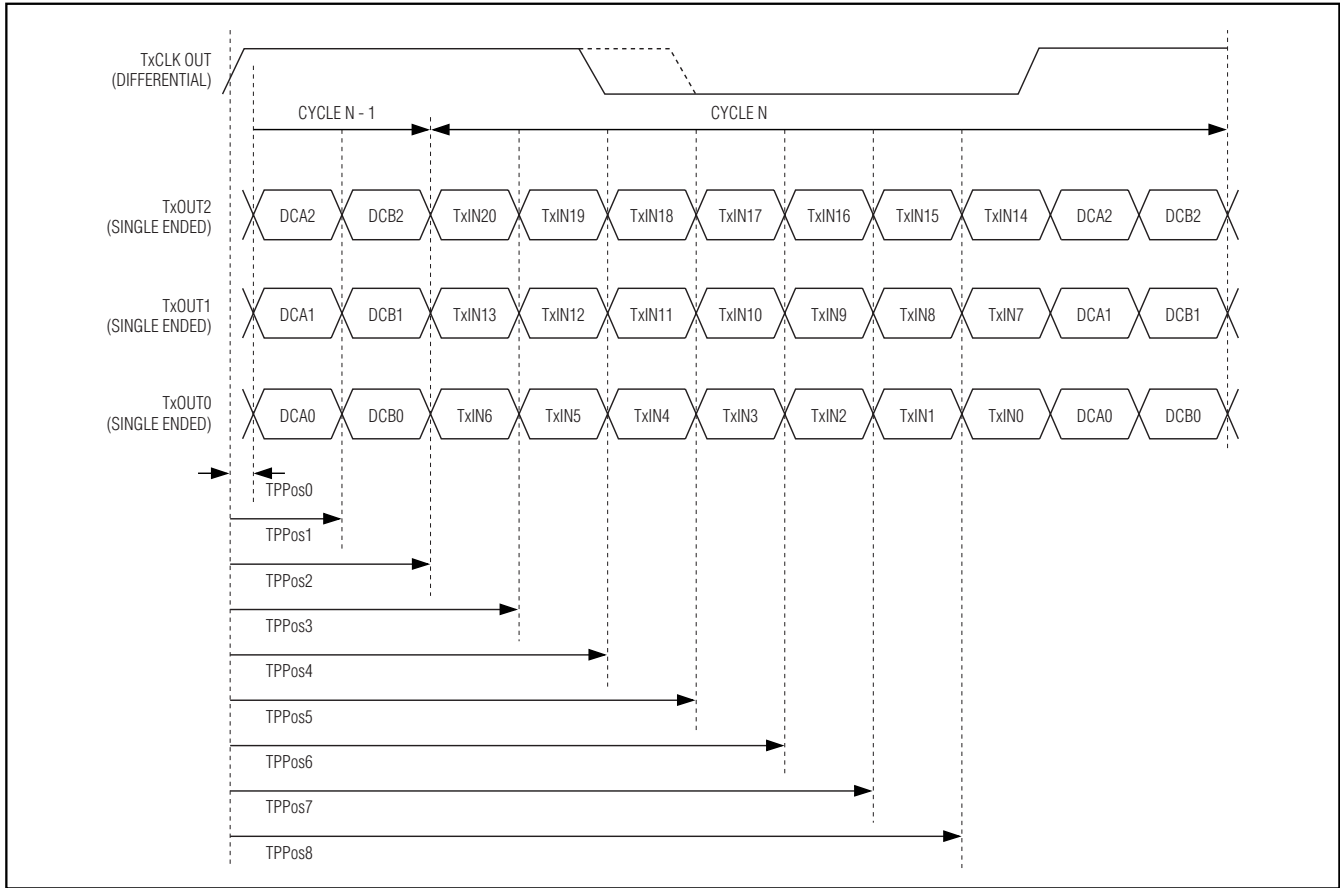 TxCLK OUT
(DIFFERENTIAL)
CYCLE N - 1
CYCLE N
TxOUT2
(SINGLE ENDED)
DCA2
DCB2
TxIN20
TxIN19
TxIN18
TxIN17
TxIN16
TxIN15
TxIN14
DCA2
DCB2
TxOUT1
(SINGLE ENDED)
DCA1
DCB1
TxIN13
TxIN12
TxIN11
TxIN10
TxIN9
TxIN8
TxIN7
DCA1
DCB1
TxOUT0
(SINGLE ENDED)
DCA0
DCB0
TxIN6
TxIN5
TxIN4
TxIN3
TxIN2
TxIN1
TxIN0
DCA0
DCB0
TPPos0
TPPos1
TPPos2
TPPos3
TPPos4
TPPos5
TPPos6
TPPos7
TPPos8